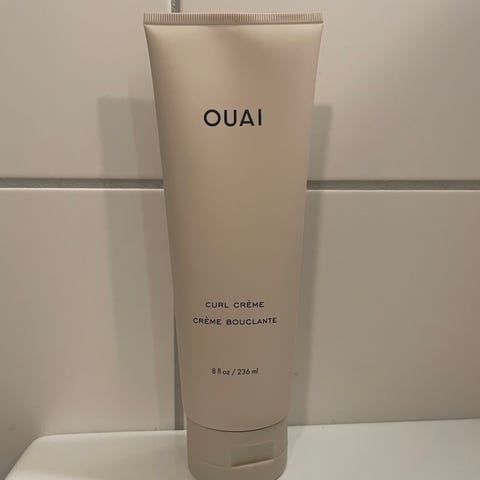 OUAI
CURL CRÈME
CRÈME BOUCLANTE
8 fl oz / 236 ml